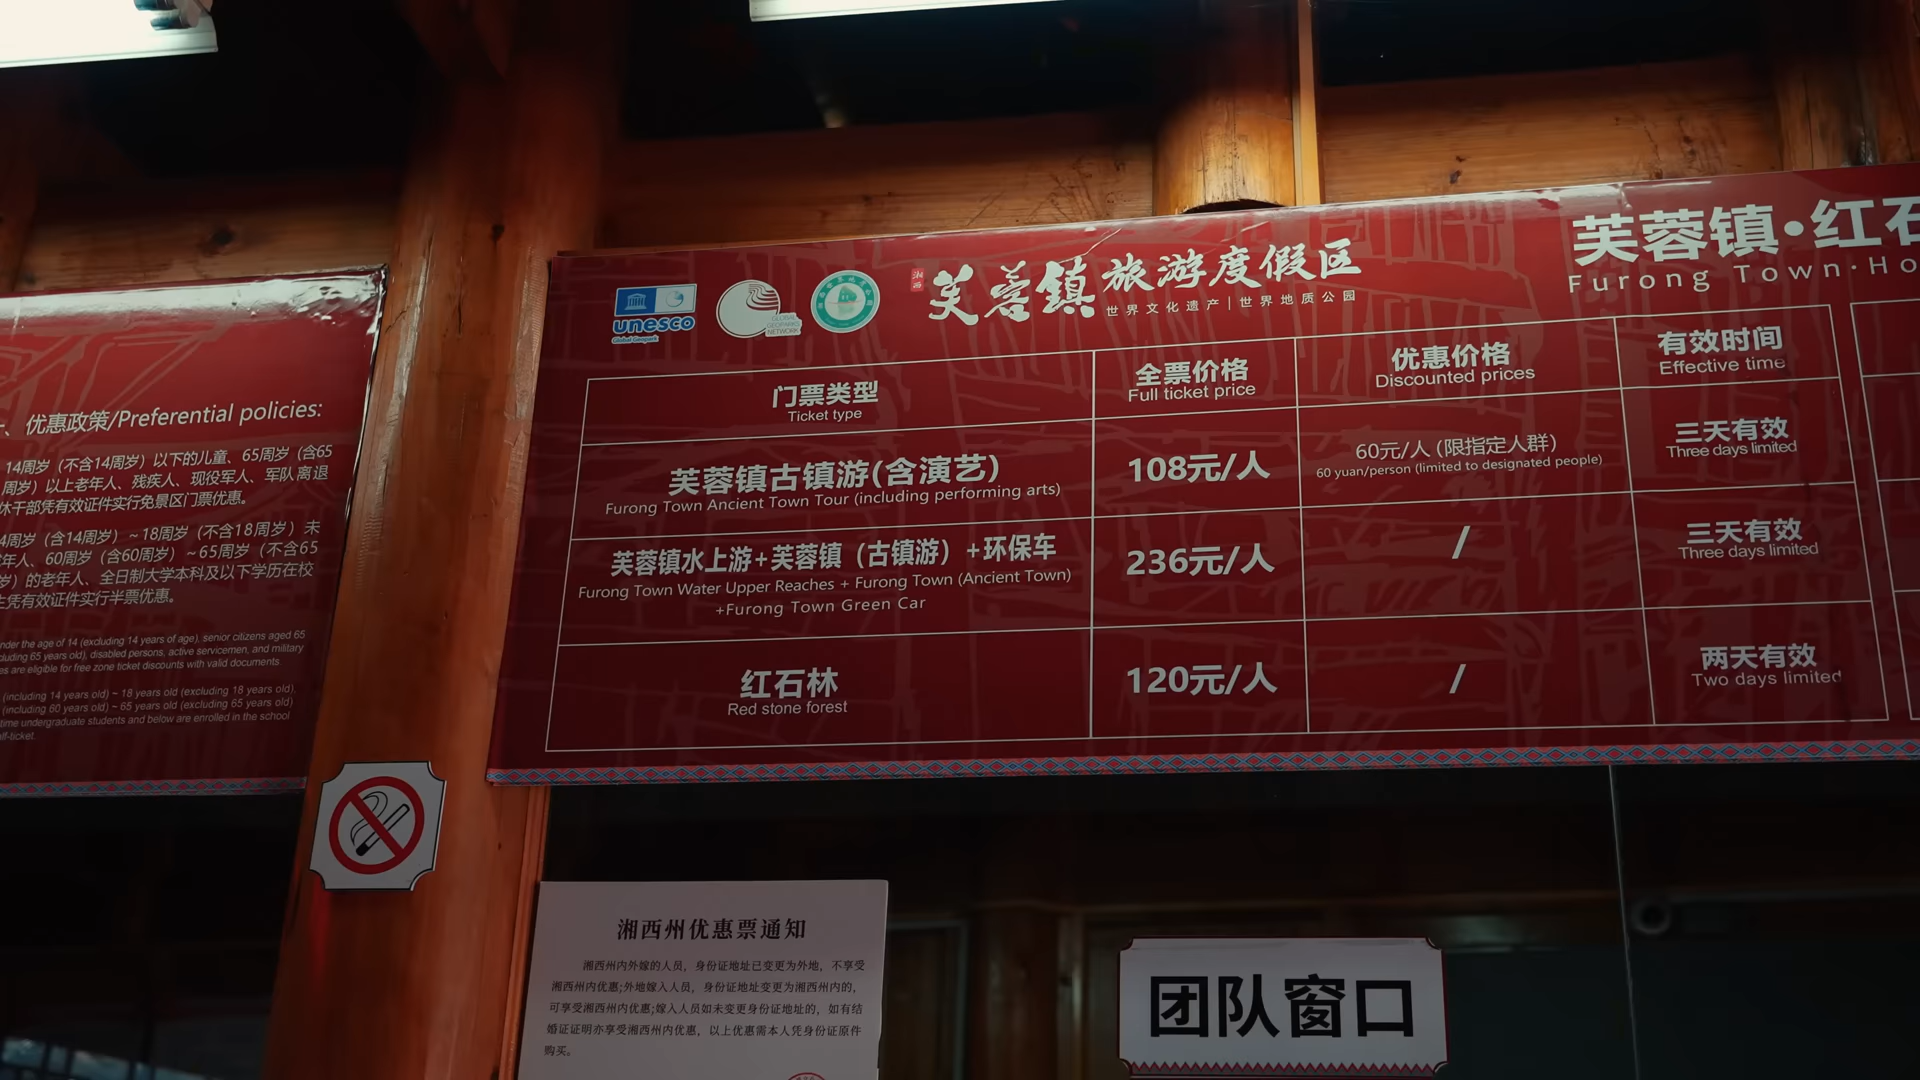 一、优惠政策/Preferential policies:
14周岁（不含14周岁）以下的儿童、65周岁（含65
周岁）以上老年人、残疾人、现役军人、军队离退
休干部凭有效证件实行免景区门票优惠。
4周岁（含14周岁）~18周岁（不含18周岁）未
年人、60周岁（含60周岁）~65周岁（不含65
岁）的老年人、全日制大学本科及以下学历在校
生凭有效证件实行半票优惠。
nder the age of 14 (excluding 14 years of age), senior citizens aged 65
cluding 65 years old), disabled persons, active servicemen, and military
es are eligible for free zone ticket discounts with valid documents.
(including 14 years old) ~ 18 years old (excluding 18 years old),
(including 60 years old) ~ 65 years old (excluding 65 years old)
time undergraduate students and below are enrolled in the school
lf-ticket.
unesco
Global Geopark
GLOBAL
GEOPARKS
NETWORK
湘西
芙蓉镇旅游度假区
世界文化遗产|世界地质公园
芙蓉镇·红石
Furong Town·Ho
门票类型
Ticket type
全票价格
Full ticket price
优惠价格
Discounted prices
有效时间
Effective time
芙蓉镇古镇游(含演艺)
Furong Town Ancient Town Tour (including performing arts)
108元/人
60元/人 (限指定人群)
60 yuan/person (limited to designated people)
三天有效
Three days limited
芙蓉镇水上游+芙蓉镇（古镇游）+环保车
Furong Town Water Upper Reaches + Furong Town (Ancient Town)
+Furong Town Green Car
236元/人
/
三天有效
Three days limited
红石林
Red stone forest
120元/人
/
两天有效
Two days limited
湘西州优惠票通知
湘西州内外嫁的人员，身份证地址已变更为外地，不享受
湘西州内优惠;外地嫁入人员，身份证地址变更为湘西州内的，
可享受湘西州内优惠;嫁入人员如未变更身份证地址的，如有结
婚证证明亦享受湘西州内优惠，以上优惠需本人凭身份证原件
购买。
团队窗口